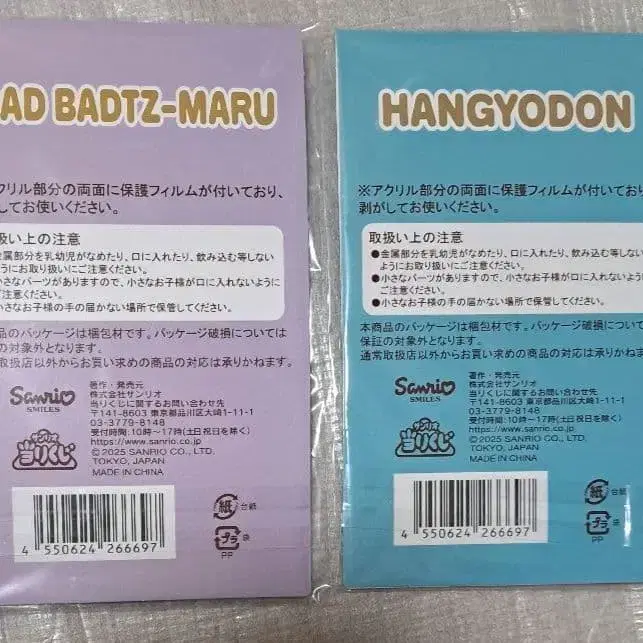 AD BADTZ-MARU
クリル部分の両面に保護フィルムが付いており、
がしてお使いください。
扱い上の注意
金属部分を乳幼児がなめたり、口に入れたり、飲み込む等しない
ようにお取り扱いにご注意ください。
小さなパーツがありますので、小さなお子様が口に入れないように
ご注意ください。
小さなお子様の手の届かない場所で保管してください。
品のパッケージは梱包材です。パッケージ破損については
の対象外となります。
取扱店以外からお買い求めの商品の対応は承りかねます。
Sanrio
SMILES
サンリオ
当りくじ
著作・発売元
株式会社サンリオ
当りくじに関するお問い合わせ先
〒141-8603 東京都品川区大崎1-11-1
03-3779-8148
受付時間:10時〜17時(土日祝日を除く)
https://www.sanrio.co.jp
©2025 SANRIO CO., LTD.
TOKYO, JAPAN
MADE IN CHINA
4 550624 266697
紙 台紙
プラ 袋
PP
HANGYODON
※アクリル部分の両面に保護フィルムが付いており
剥がしてお使いください。
取扱い上の注意
●金属部分を乳幼児がなめたり、口に入れたり、飲み込む等しない
ようにお取り扱いにご注意ください。
●小さなパーツがありますので、小さなお子様が口に入れないよう
ご注意ください。
●小さなお子様の手の届かない場所で保管してください。
本商品のパッケージは梱包材です。パッケージ破損について
保証の対象外となります。
通常取扱店以外からお買い求めの商品の対応は承りかねま
Sanrio
SMILES
サンリオ
当りくじ
著作・発売元
株式会社サンリオ
当りくじに関するお問い合わせ先
〒141-8603 東京都品川区大崎1-11-1
03-3779-8148
受付時間:10時〜17時(土日祝日を除く)
https://www.sanrio.co.jp
©2025 SANRIO CO., LTD.
TOKYO, JAPAN
MADE IN CHINA
4 550624 266697
紙 台紙
プラ 袋
PP